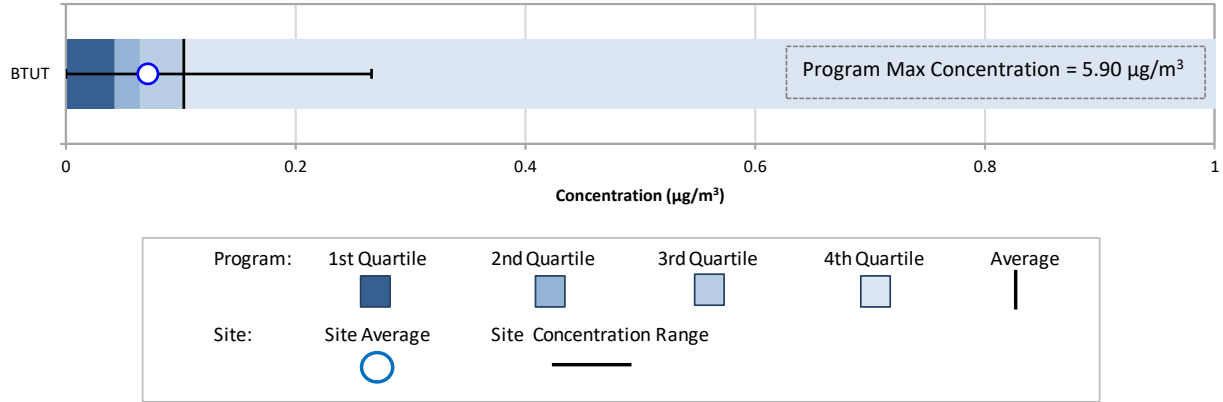 Program Max Concentration = 5.90 µg/m³
BTUT
0 0.2 0.4 0.6 0.8 1
Concentration (µg/m³)
Program: 1st Quartile 2nd Quartile 3rd Quartile 4th Quartile Average
Site: Site Average Site Concentration Range